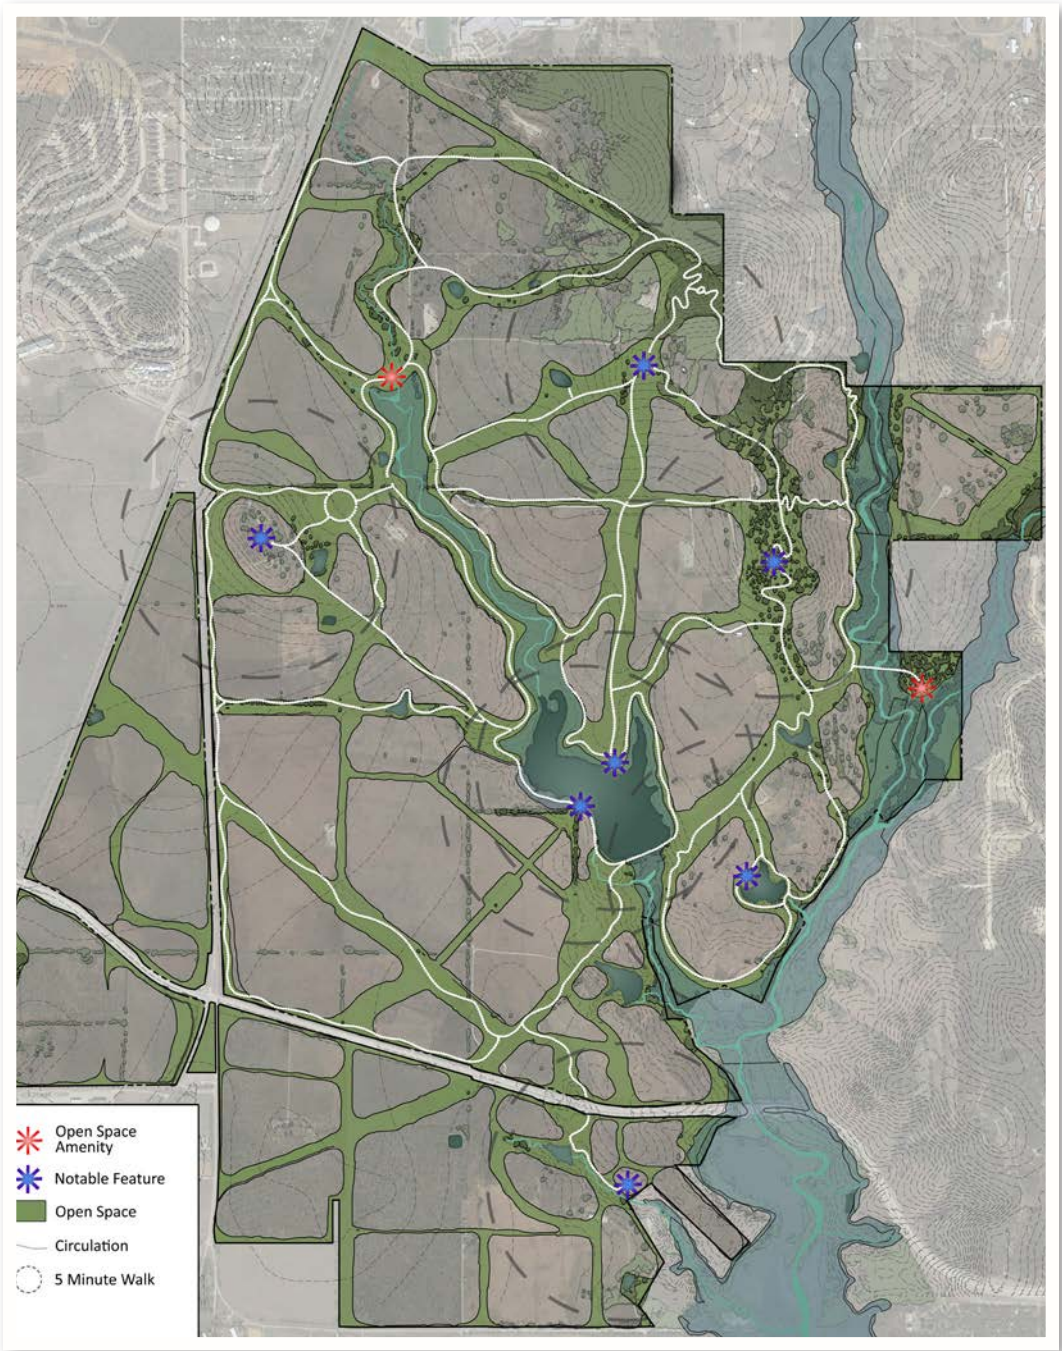 Open Space
Amenity
Notable Feature
Open Space
Circulation
5 Minute Walk